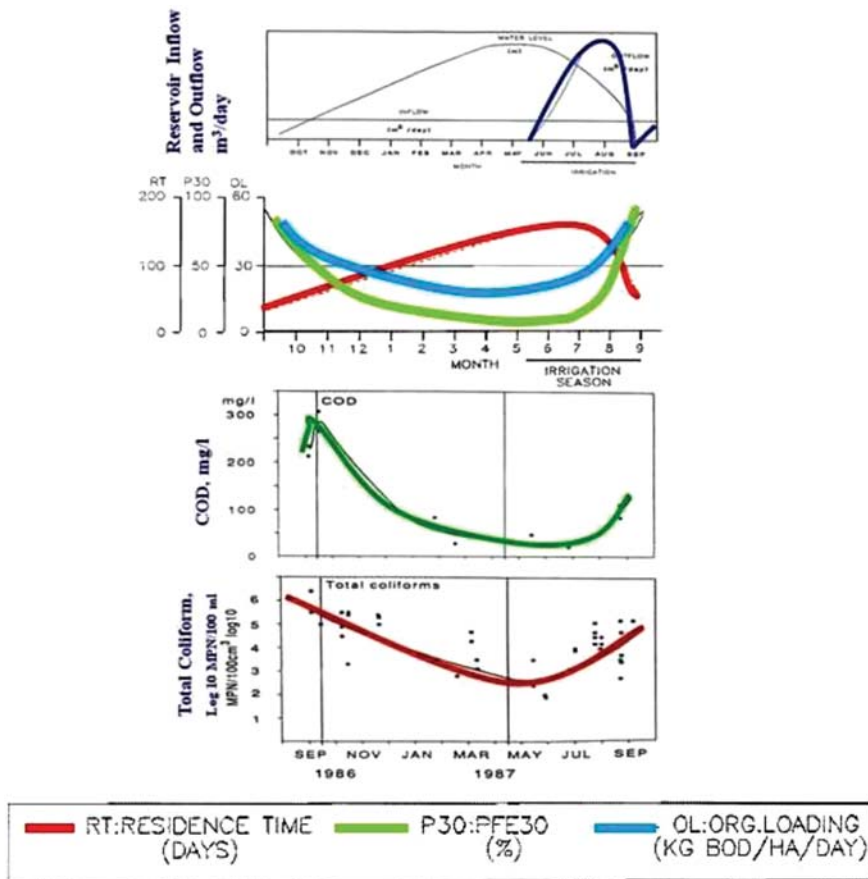 Reservoir Inflow
and Outflow
m³/day
WATER LEVEL
(m)
OUTFLOW
(m³/day)
INFLOW
(m³/day)
OCT NOV DEC JAN FEB MAR APR MAY JUN JUL AUG SEP
MONTH IRRIGATION
RT P30 OL
200 100 60
100 50 30
0 0 0
10 11 12 1 2 3 4 5 6 7 8 9
MONTH IRRIGATION
SEASON
COD, mg/l
mg/l COD
300
200
100
0
Total Coliform,
Log 10 MPN/100 ml
MPN/100cm³ log10
Total coliforms
6
5
4
3
2
1
SEP NOV JAN MAR MAY JUL SEP
1986 1987
RT:RESIDENCE TIME
(DAYS)
P30:PFE30
(%)
OL:ORG.LOADING
(KG BOD/HA/DAY)